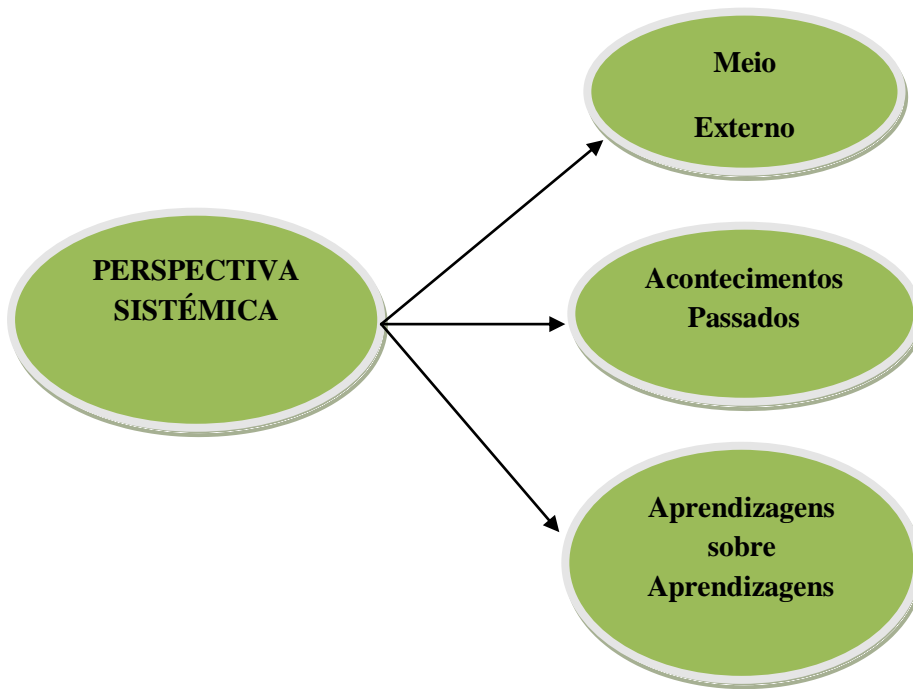 PERSPECTIVA
SISTÉMICA
Meio
Externo
Acontecimentos
Passados
Aprendizagens
sobre
Aprendizagens